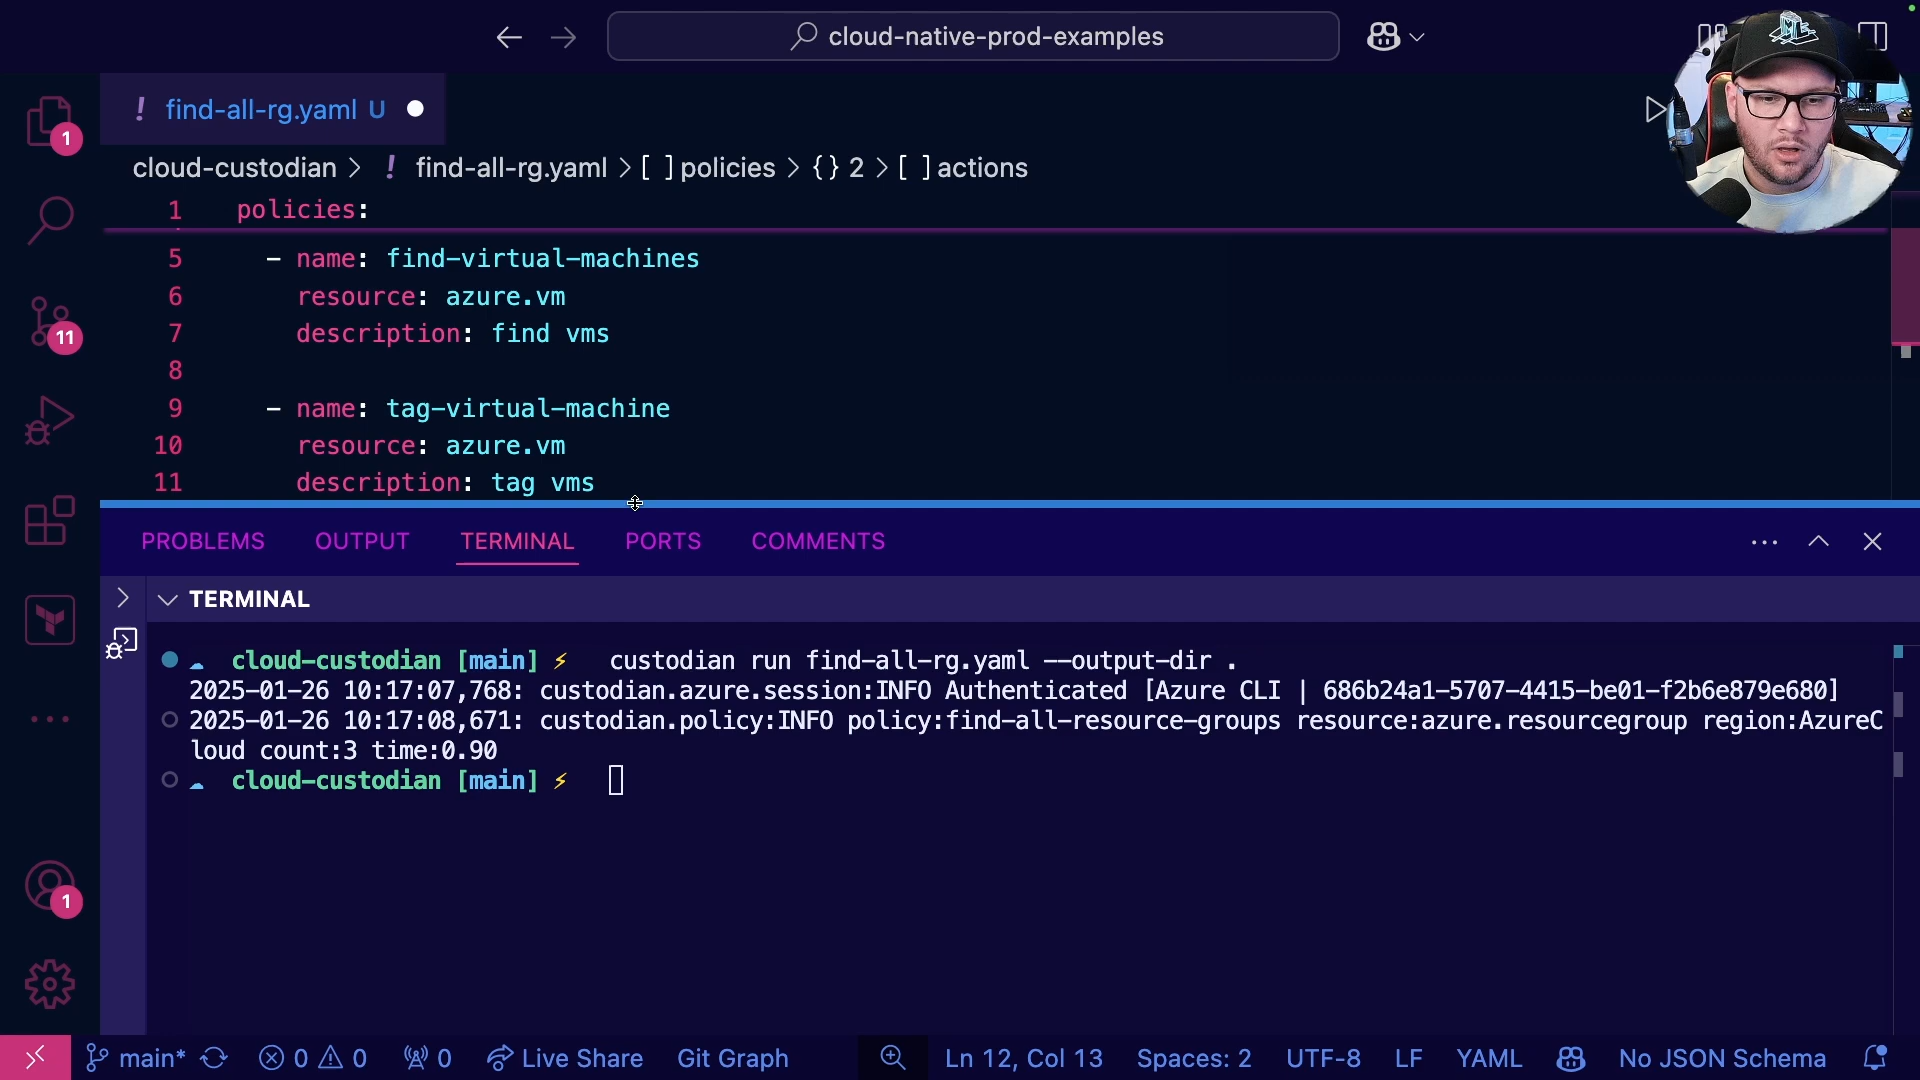 cloud-native-prod-examples
! find-all-rg.yaml U
cloud-custodian > ! find-all-rg.yaml > [ ] policies > {} 2 > [ ] actions
1 policies:
5 - name: find-virtual-machines
6 resource: azure.vm
7 description: find vms
8
9 - name: tag-virtual-machine
10 resource: azure.vm
11 description: tag vms
PROBLEMS OUTPUT TERMINAL PORTS COMMENTS
TERMINAL
cloud-custodian [main] ⚡ custodian run find-all-rg.yaml --output-dir .
2025-01-26 10:17:07,768: custodian.azure.session:INFO Authenticated [Azure CLI | 686b24a1-5707-4415-be01-f2b6e879e680]
2025-01-26 10:17:08,671: custodian.policy:INFO policy:find-all-resource-groups resource:azure.resourcegroup region:AzureC
loud count:3 time:0.90
cloud-custodian [main] ⚡
1
11
1
main* 0 0 0 Live Share Git Graph Ln 12, Col 13 Spaces: 2 UTF-8 LF YAML No JSON Schema